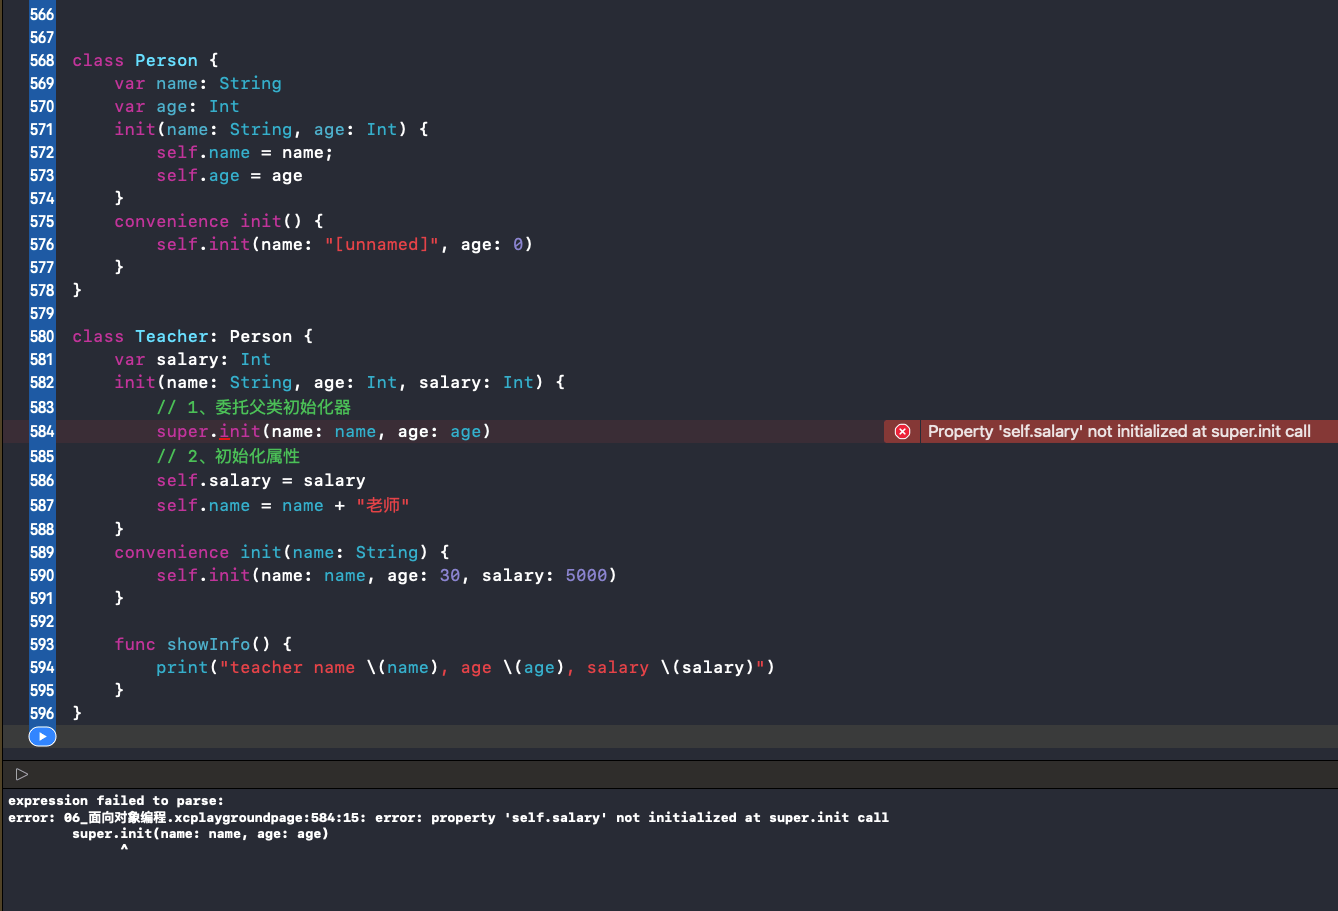 566
567
568 class Person {
569 var name: String
570 var age: Int
571 init(name: String, age: Int) {
572 self.name = name;
573 self.age = age
574 }
575 convenience init() {
576 self.init(name: "[unnamed]", age: 0)
577 }
578 }
579
580 class Teacher: Person {
581 var salary: Int
582 init(name: String, age: Int, salary: Int) {
583 // 1、委托父类初始化器
584 super.init(name: name, age: age) Property 'self.salary' not initialized at super.init call
585 // 2、初始化属性
586 self.salary = salary
587 self.name = name + "老师"
588 }
589 convenience init(name: String) {
590 self.init(name: name, age: 30, salary: 5000)
591 }
592
593 func showInfo() {
594 print("teacher name \(name), age \(age), salary \(salary)")
595 }
596 }
expression failed to parse:
error: 06_面向对象编程.xcplaygroundpage:584:15: error: property 'self.salary' not initialized at super.init call
super.init(name: name, age: age)
^